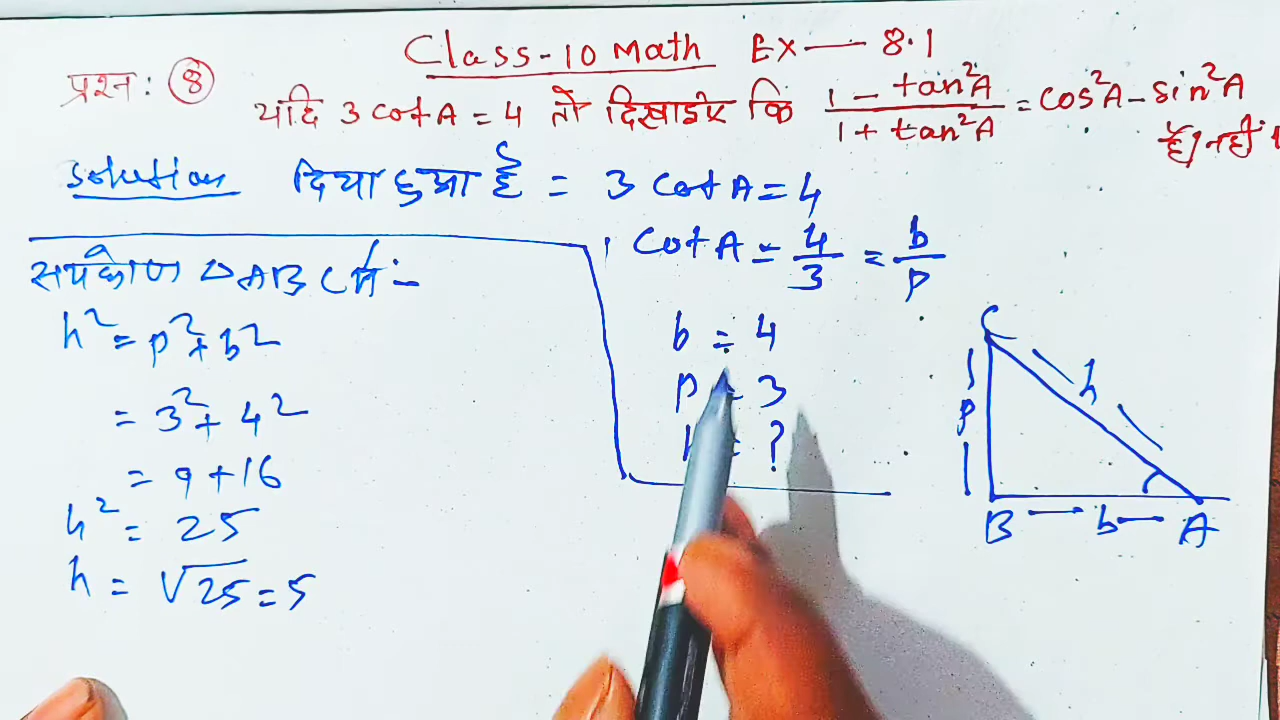 Class-10 Math Ex — 8.1
प्रश्न: 8
यदि 3 cot A = 4 तो दिखाईए कि (1 - tan²A)/(1 + tan²A) = cos²A - sin²A
है/नहीं
Solution दिया हुआ है = 3 cot A = 4
cot A = 4/3 = b/p
b = 4
p = 3
= ?
समकोण △ABC में :-
h² = p² + b²
= 3² + 4²
= 9 + 16
h² = 25
h = √25 = 5
C
p
h
B — b — A